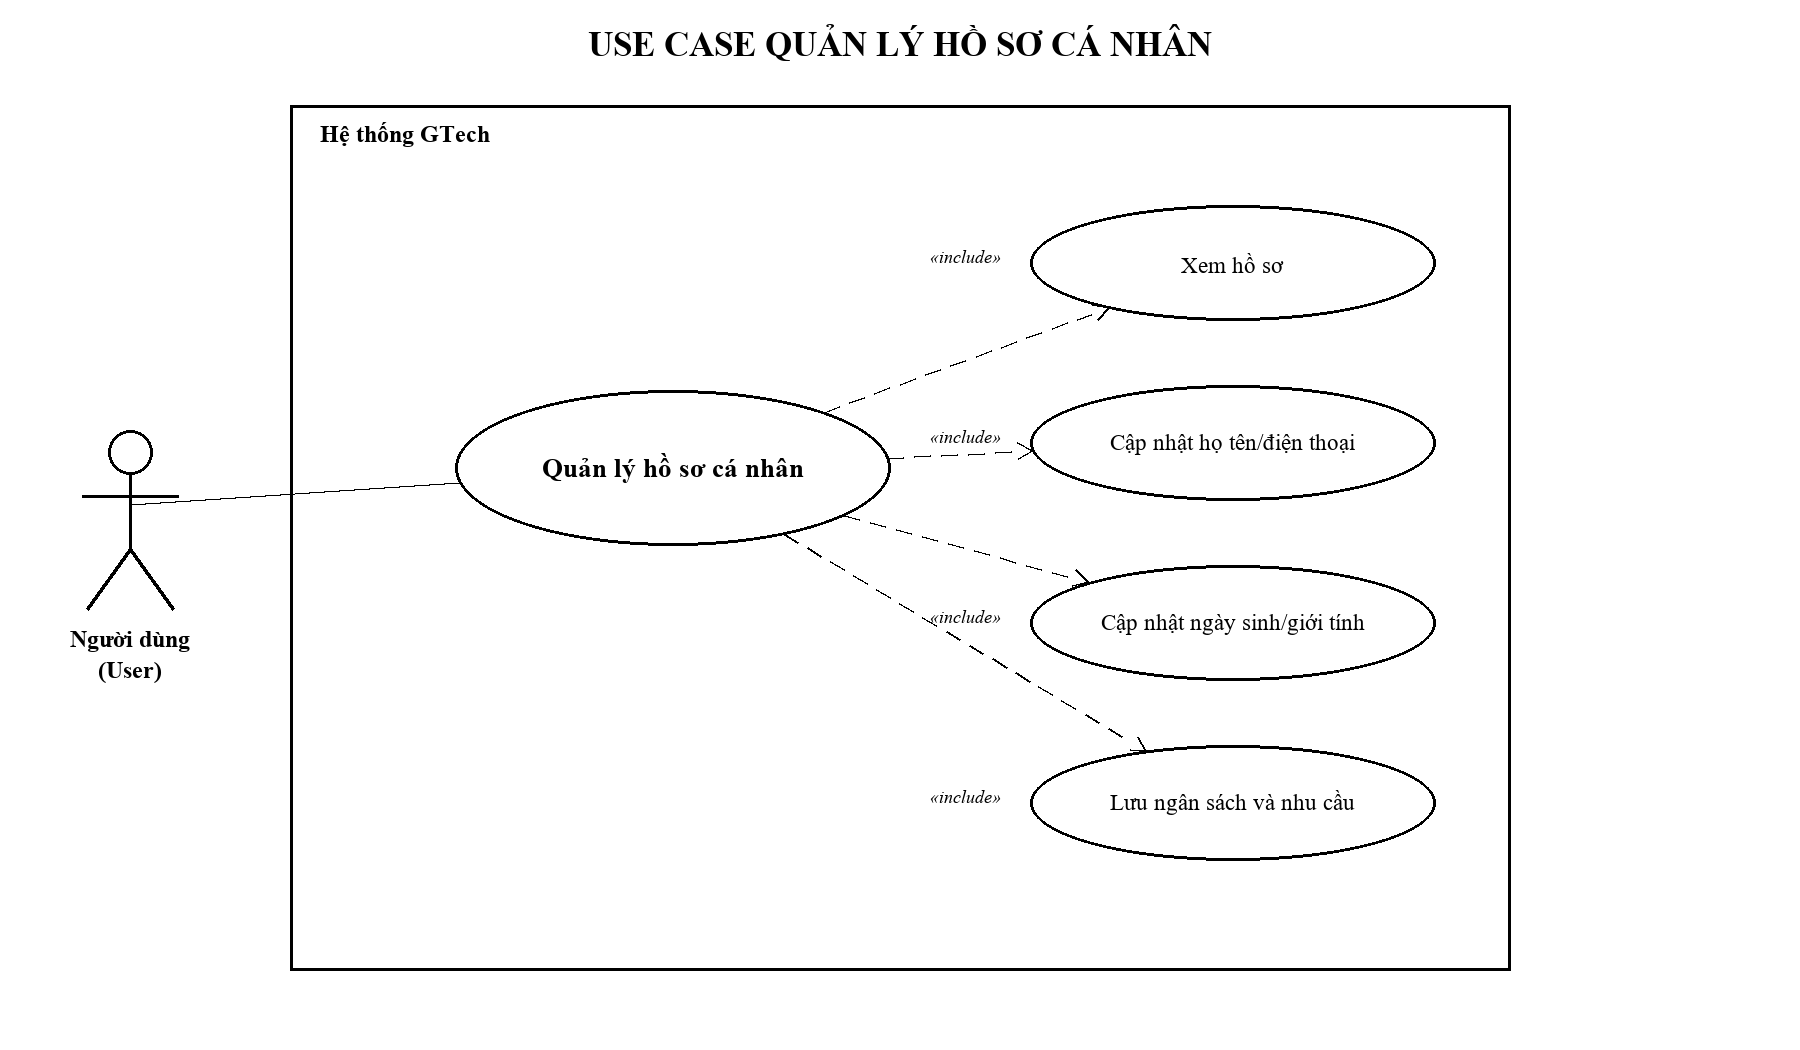 USE CASE QUẢN LÝ HỒ SƠ CÁ NHÂN
Hệ thống GTech
«include»
Xem hồ sơ
«include»
Cập nhật họ tên/điện thoại
Quản lý hồ sơ cá nhân
«include»
Cập nhật ngày sinh/giới tính
Người dùng
(User)
«include»
Lưu ngân sách và nhu cầu